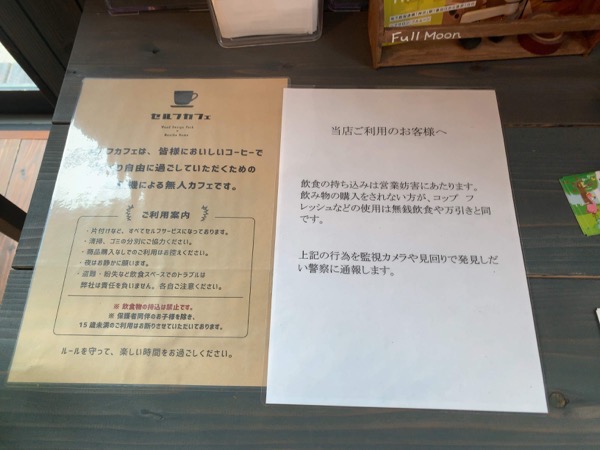 Full Moon
セルフカフェ
フカフェは、皆様においしいコーヒーで
自由に過ごしていただくための
機による無人カフェです。
ご利用案内
・片付けなど、すべてセルフサービスになっております。
・清掃、ゴミの分別にご協力ください。
・商品購入なしでのご利用はお控えください。
・夜はお静かに願います。
・盗難・紛失など飲食スペースでのトラブルは
弊社は責任を負いません。各自ご注意ください。
※ 飲食物の持込は禁止です。
※ 保護者同伴のお子様を除き、
15 歳未満のご利用はお断りさせていただいております。
ルールを守って、楽しい時間をお過ごしください。
当店ご利用のお客様へ
飲食の持ち込みは営業妨害にあたります。
飲み物の購入をされない方が、コップ フ
レッシュなどの使用は無銭飲食や万引きと同
です。
上記の行為を監視カメラや見回りで発見しだ
い警察に通報します。